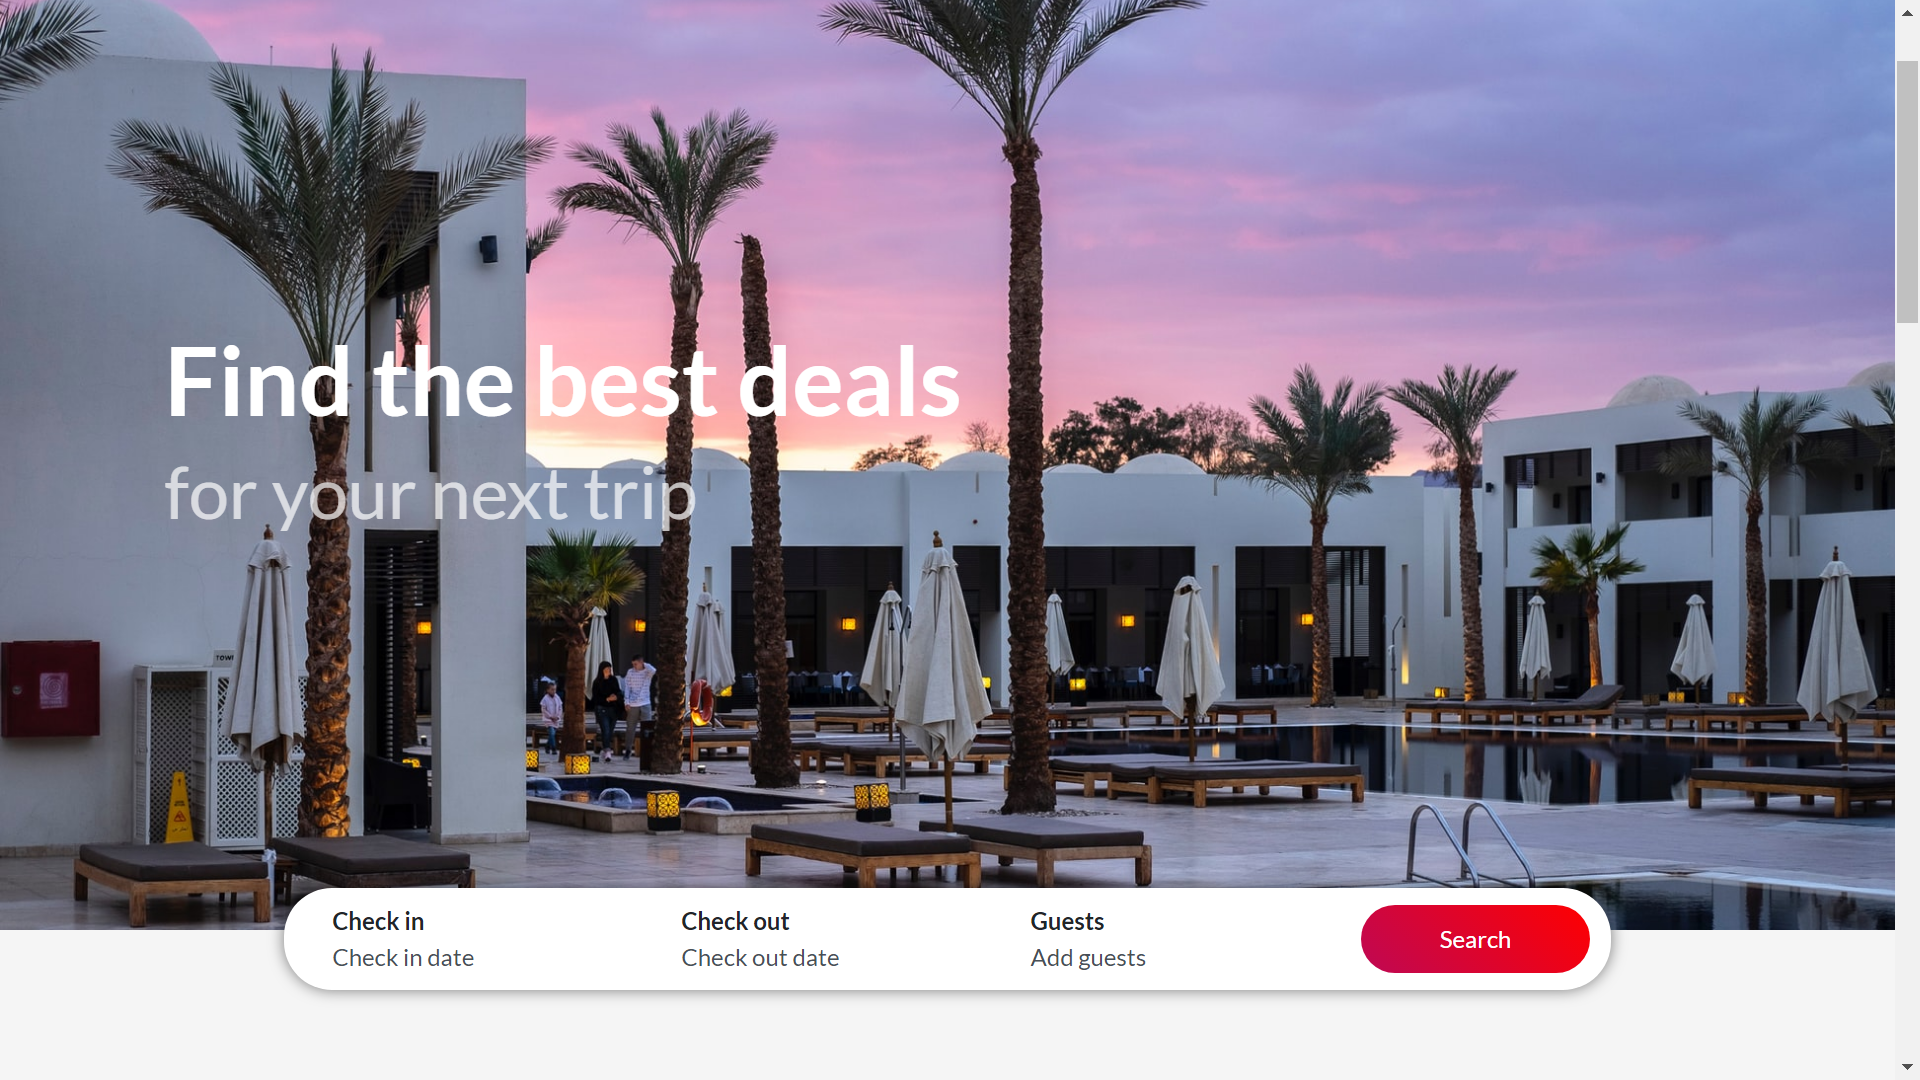 Find the best deals
for your next trip
TOW
Check in
Check out
Guests
Check in date
Check out date
Add guests
Search